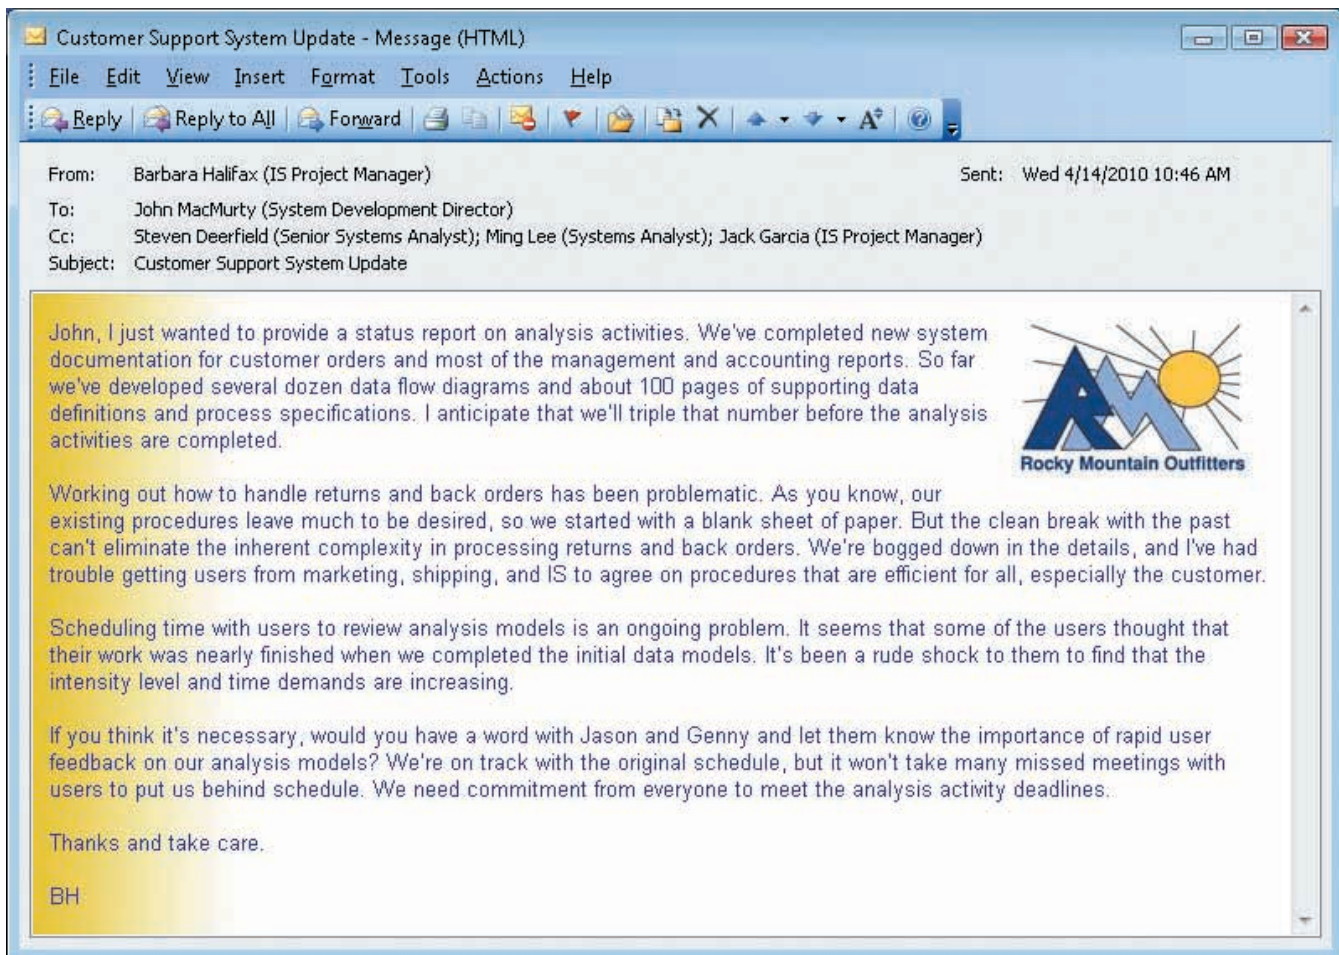 Customer Support System Update - Message (HTML)
File Edit View Insert Format Tools Actions Help
Reply Reply to All Forward
From: Barbara Halifax (IS Project Manager) Sent: Wed 4/14/2010 10:46 AM
To: John MacMurty (System Development Director)
Cc: Steven Deerfield (Senior Systems Analyst); Ming Lee (Systems Analyst); Jack Garcia (IS Project Manager)
Subject: Customer Support System Update
John, I just wanted to provide a status report on analysis activities. We've completed new system
documentation for customer orders and most of the management and accounting reports. So far
we've developed several dozen data flow diagrams and about 100 pages of supporting data
definitions and process specifications. I anticipate that we'll triple that number before the analysis
activities are completed.
RM
Rocky Mountain Outfitters
Working out how to handle returns and back orders has been problematic. As you know, our
existing procedures leave much to be desired, so we started with a blank sheet of paper. But the clean break with the past
can't eliminate the inherent complexity in processing returns and back orders. We're bogged down in the details, and I've had
trouble getting users from marketing, shipping, and IS to agree on procedures that are efficient for all, especially the customer.
Scheduling time with users to review analysis models is an ongoing problem. It seems that some of the users thought that
their work was nearly finished when we completed the initial data models. It's been a rude shock to them to find that the
intensity level and time demands are increasing.
If you think it's necessary, would you have a word with Jason and Genny and let them know the importance of rapid user
feedback on our analysis models? We're on track with the original schedule, but it won't take many missed meetings with
users to put us behind schedule. We need commitment from everyone to meet the analysis activity deadlines.
Thanks and take care.
BH